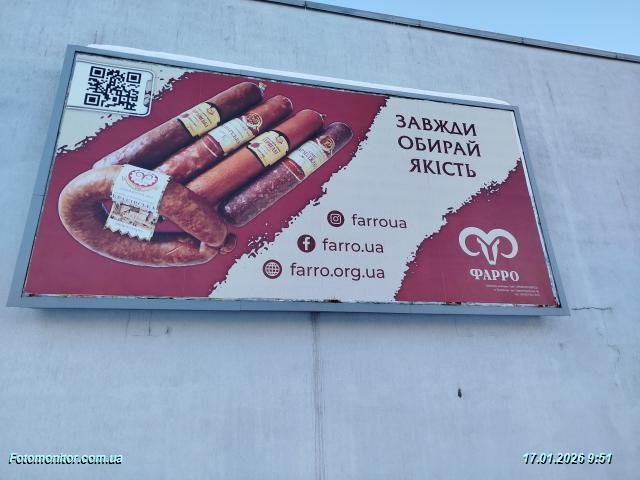 ЗАВЖДИ
ОБИРАЙ
ЯКІСТЬ
farroua
farro.ua
farro.org.ua
ФАРРО
Fotomonitor.com.ua
17.01.2026 9:51